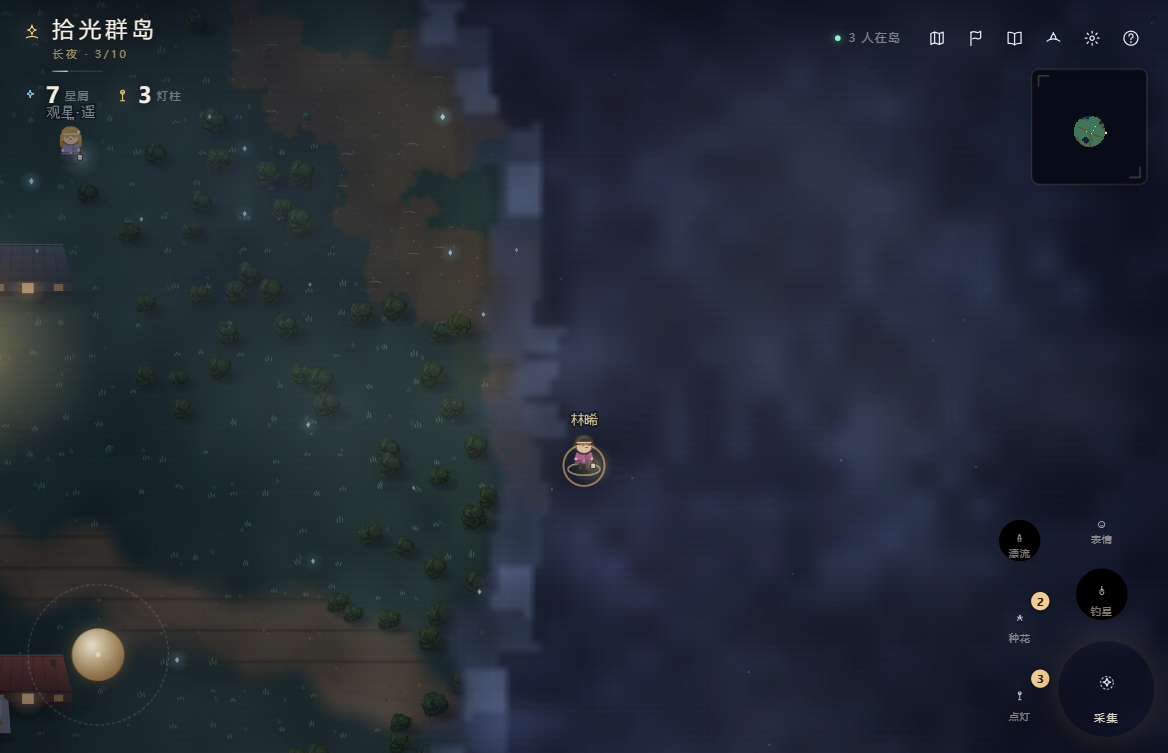 拾光群岛
长夜 · 3/10
7 星屑 3 灯柱
3 人在岛
观星·遥
林晞
漂流
表情
2
钓星
种花
3
点灯
采集